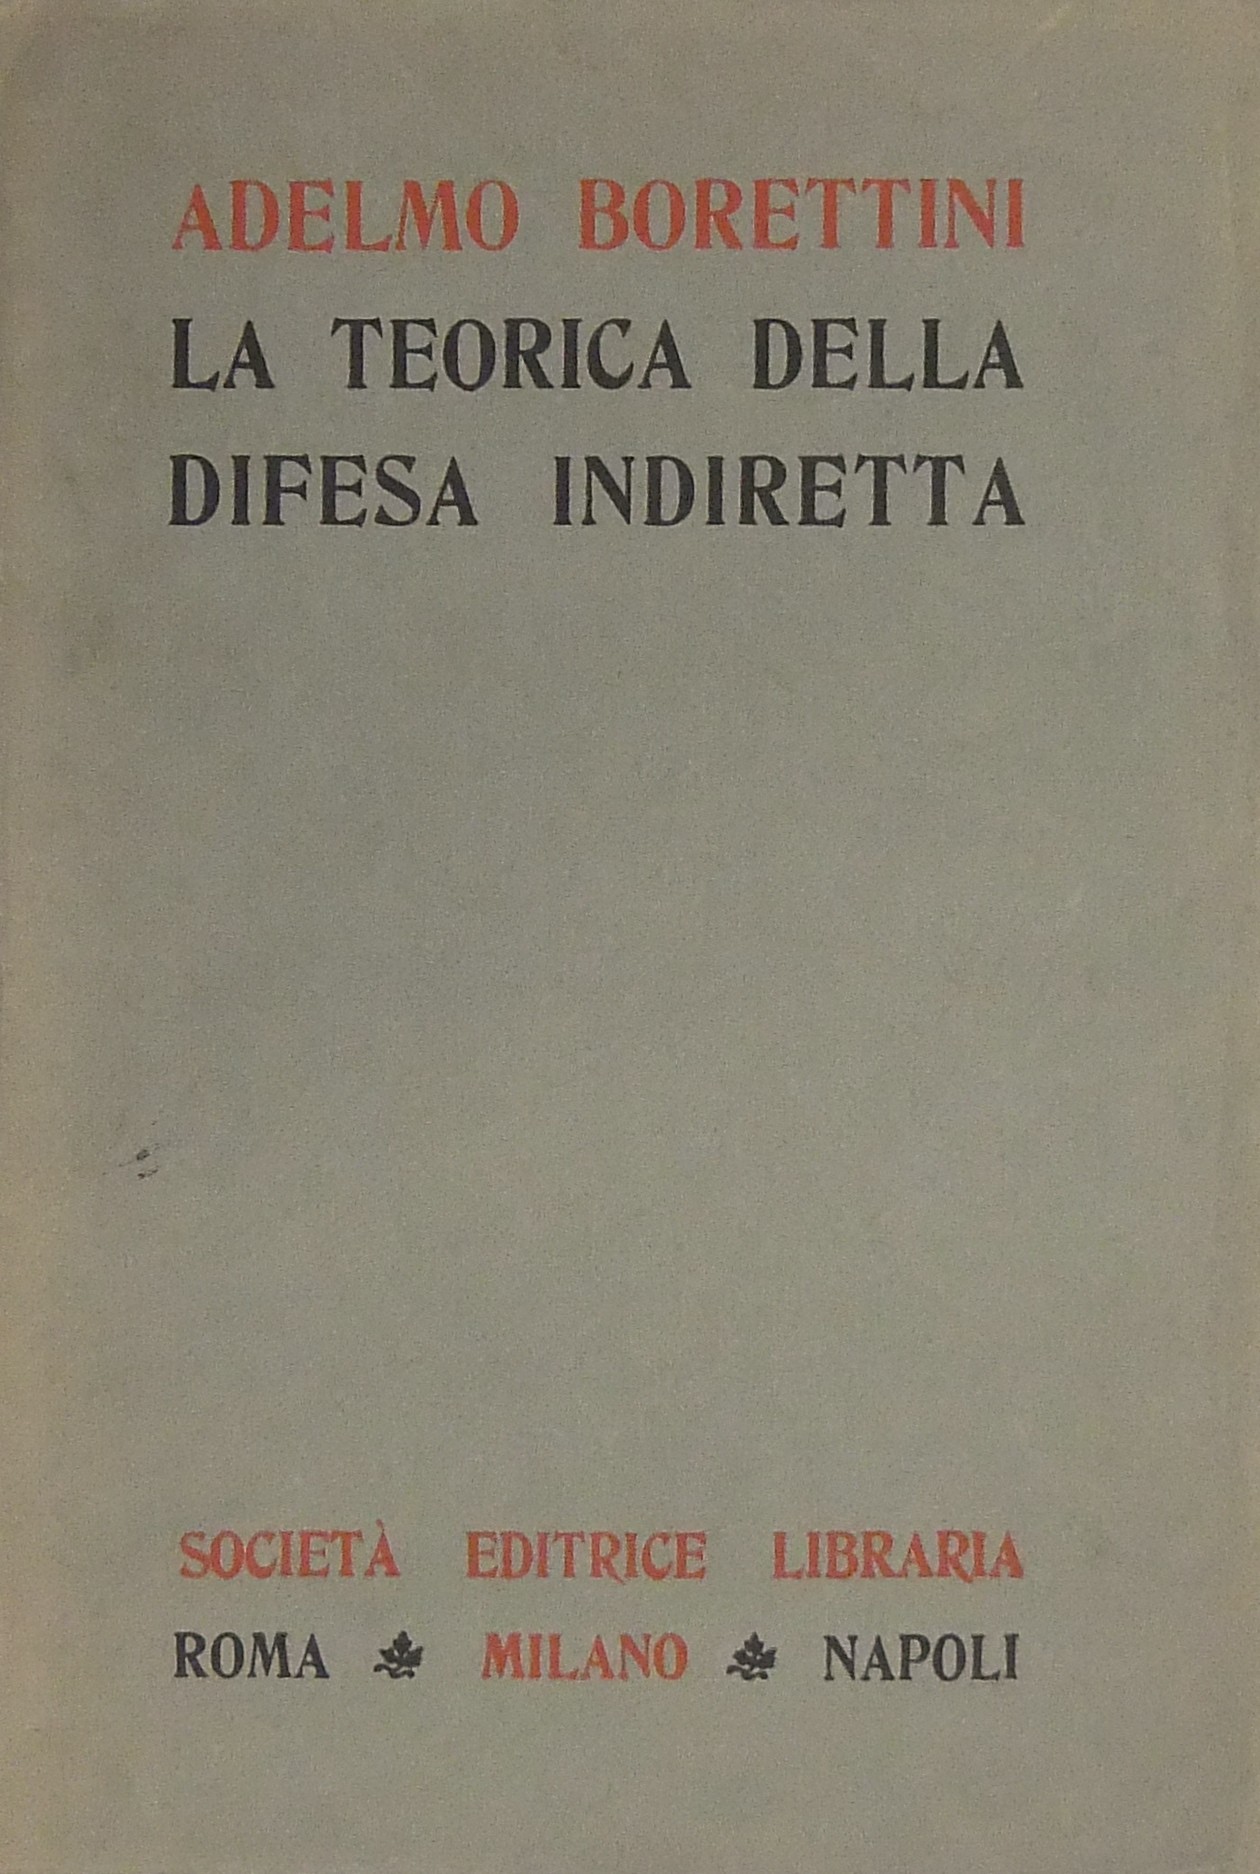 ADELMO BORETTINI
LA TEORICA DELLA
DIFESA INDIRETTA
SOCIETÀ EDITRICE LIBRARIA
ROMA MILANO NAPOLI